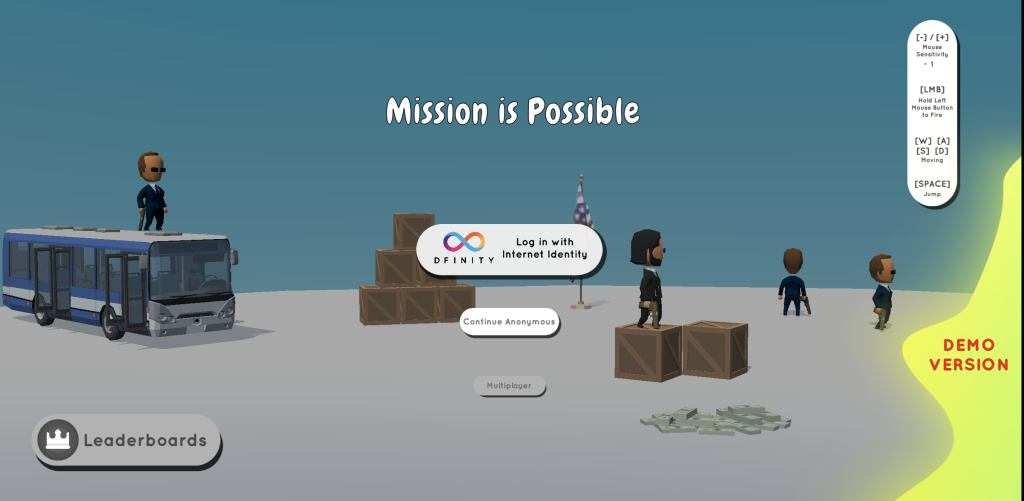 Mission is Possible
[-] / [+]
Mouse
Sensitivity
- 1
[LMB]
Hold Left
Mouse Button
to Fire
[W] [A]
[S] [D]
Moving
[SPACE]
Jump
DFINITY
Log in with
Internet Identity
Continue Anonymous
Multiplayer
DEMO
VERSION
Leaderboards